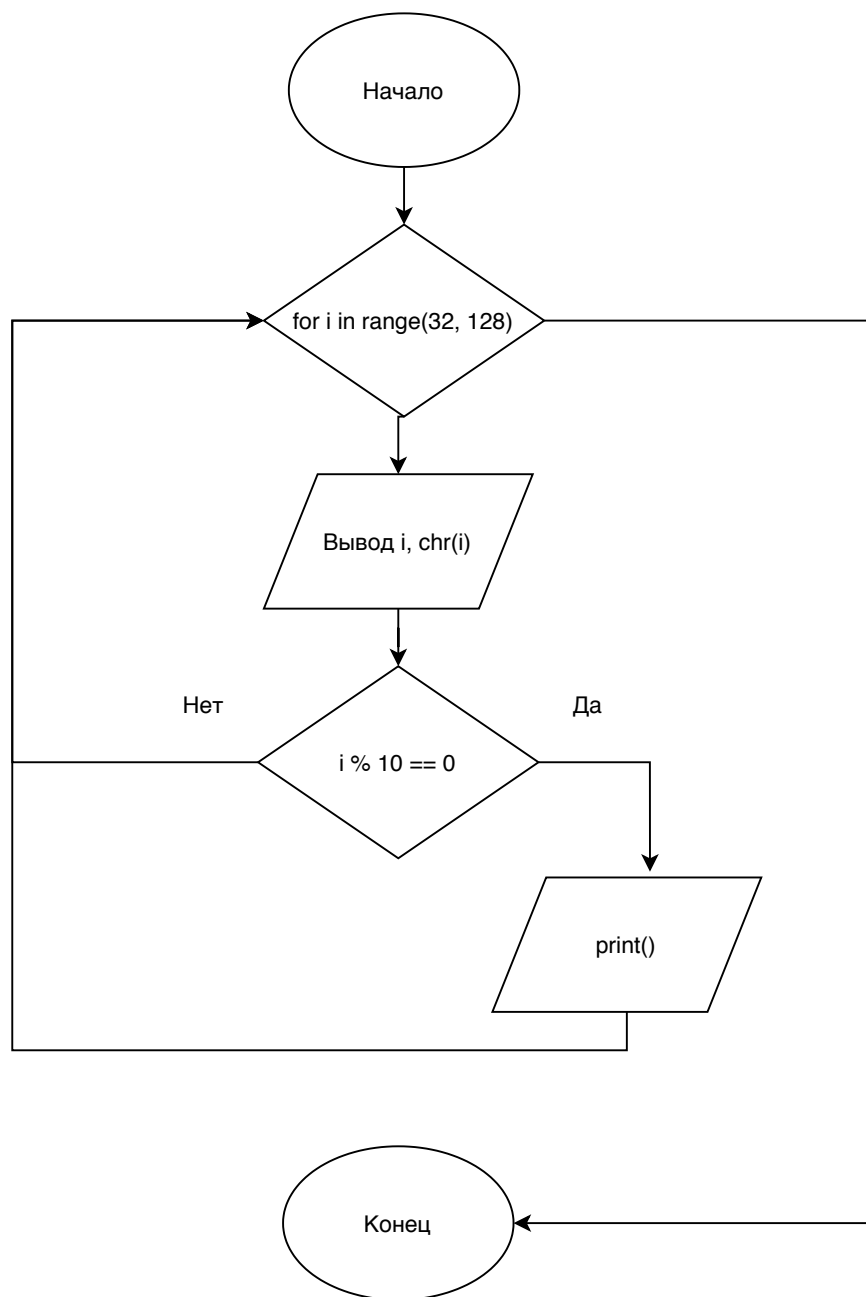 Начало
for i in range(32, 128)
Вывод i, chr(i)
Нет
Да
i % 10 == 0
print()
Конец